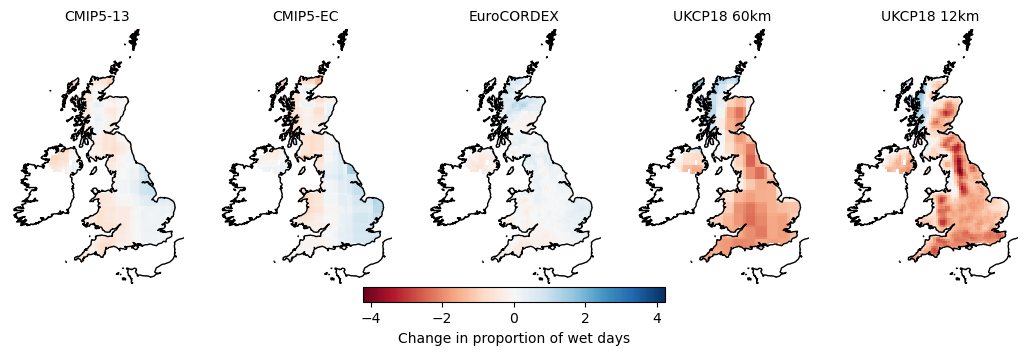 CMIP5-13 CMIP5-EC EuroCORDEX UKCP18 60km UKCP18 12km
−4 −2 0 2 4
Change in proportion of wet days